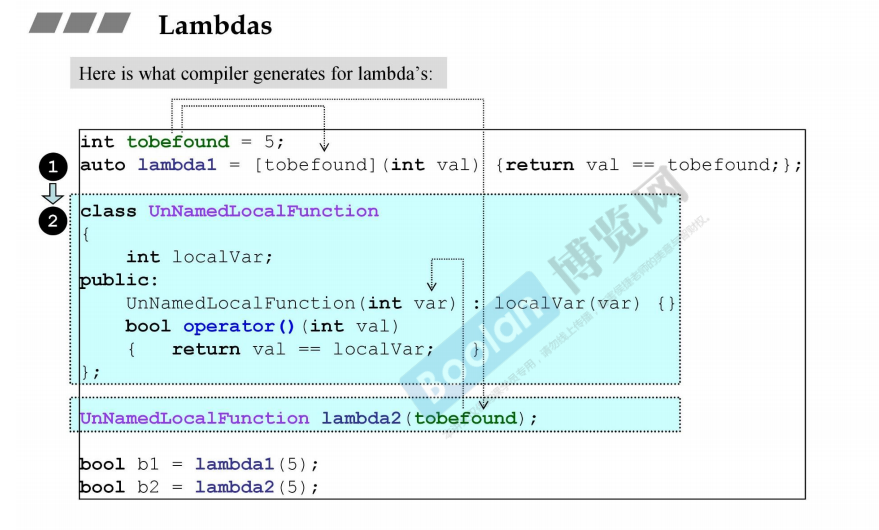 Lambdas
Here is what compiler generates for lambda’s:
int tobefound = 5;
1 auto lambda1 = [tobefound](int val) {return val == tobefound;};
2 class UnNamedLocalFunction
{
int localVar;
public:
UnNamedLocalFunction(int var) : localVar(var) {}
bool operator()(int val)
{ return val == localVar; }
};
UnNamedLocalFunction lambda2(tobefound);
bool b1 = lambda1(5);
bool b2 = lambda2(5);
Boolan 博览网